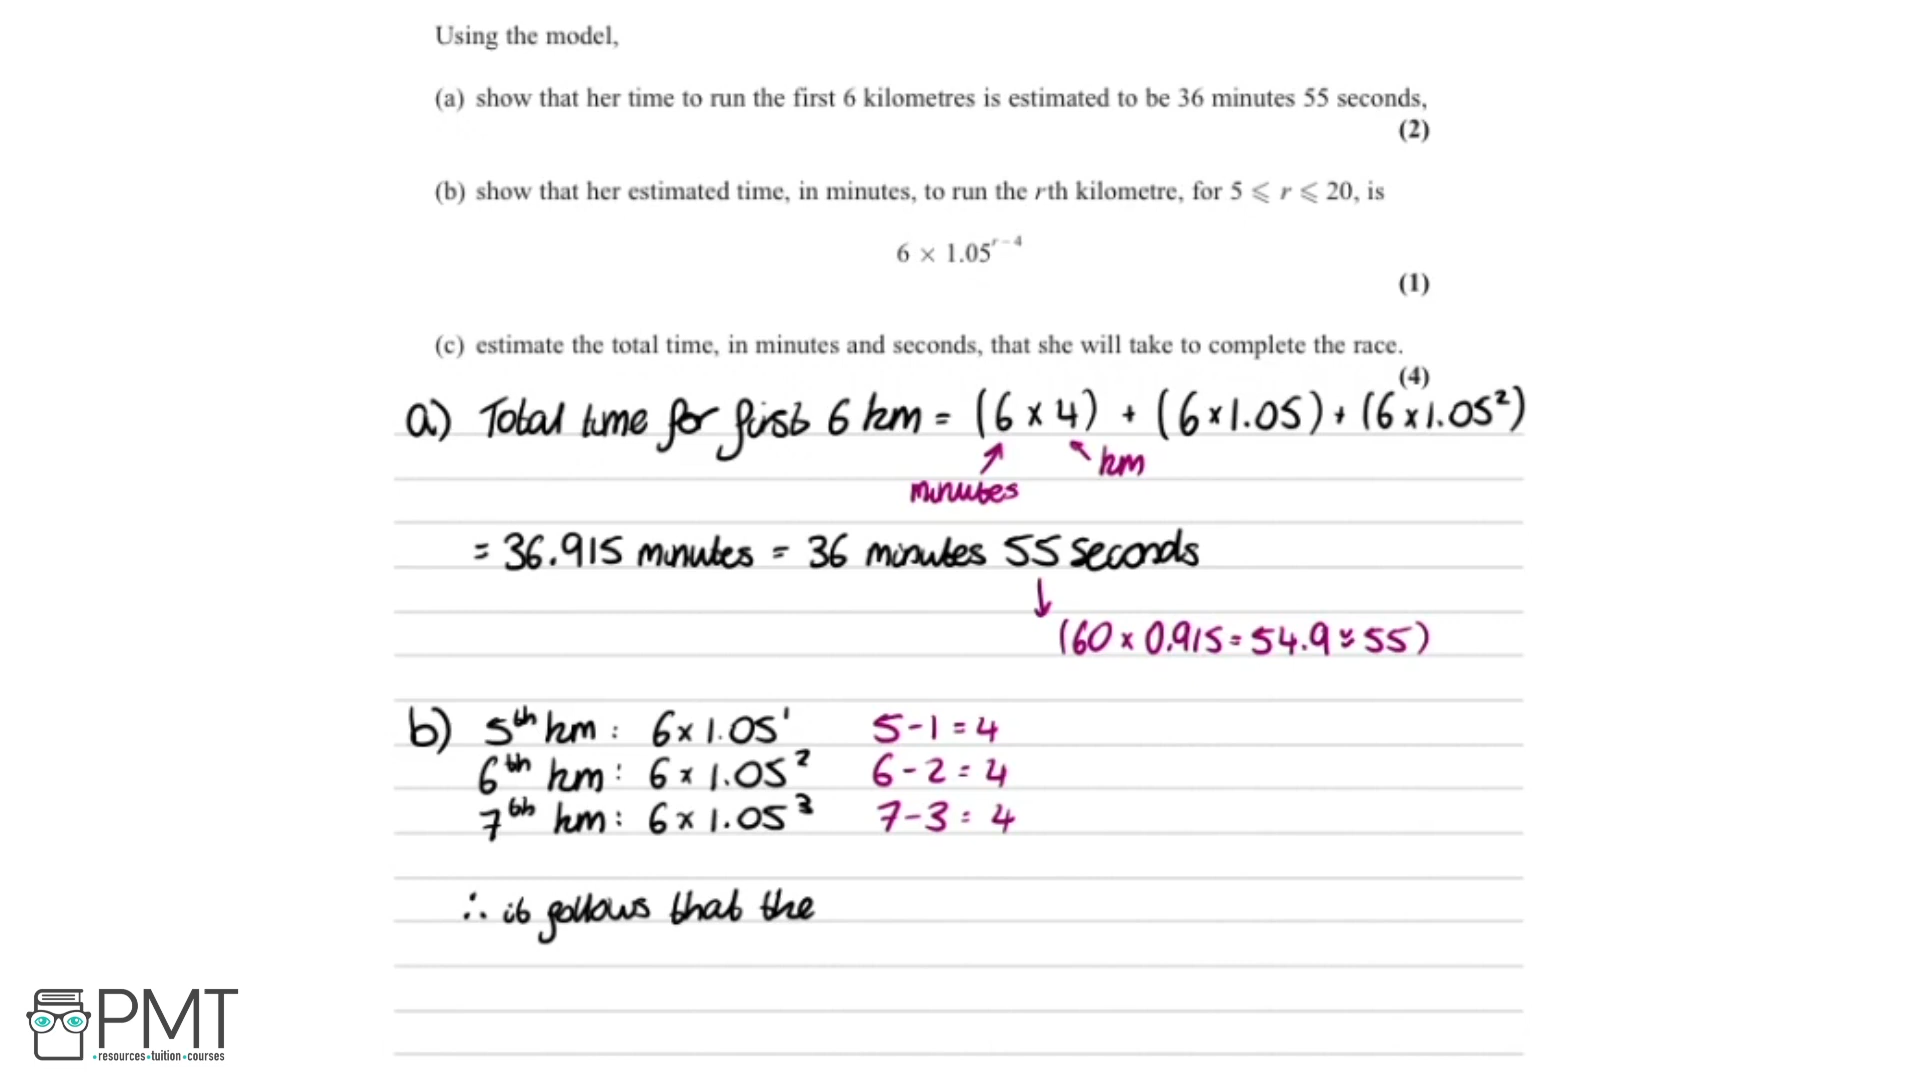 Using the model,
(a) show that her time to run the first 6 kilometres is estimated to be 36 minutes 55 seconds,
(2)
(b) show that her estimated time, in minutes, to run the rth kilometre, for 5 ⩽ r ⩽ 20, is
6 × 1.05^(r−4)
(1)
(c) estimate the total time, in minutes and seconds, that she will take to complete the race.
(4)
a) Total time for first 6 km = (6 × 4) + (6 × 1.05) + (6 × 1.05²)
minutes
km
= 36.915 minutes = 36 minutes 55 seconds
(60 × 0.915 = 54.9 ≈ 55)
b) 5th km : 6 × 1.05¹ 5 - 1 = 4
6th km : 6 × 1.05² 6 - 2 = 4
7th km : 6 × 1.05³ 7 - 3 = 4
∴ it follows that the
PMT
•resources•tuition•courses